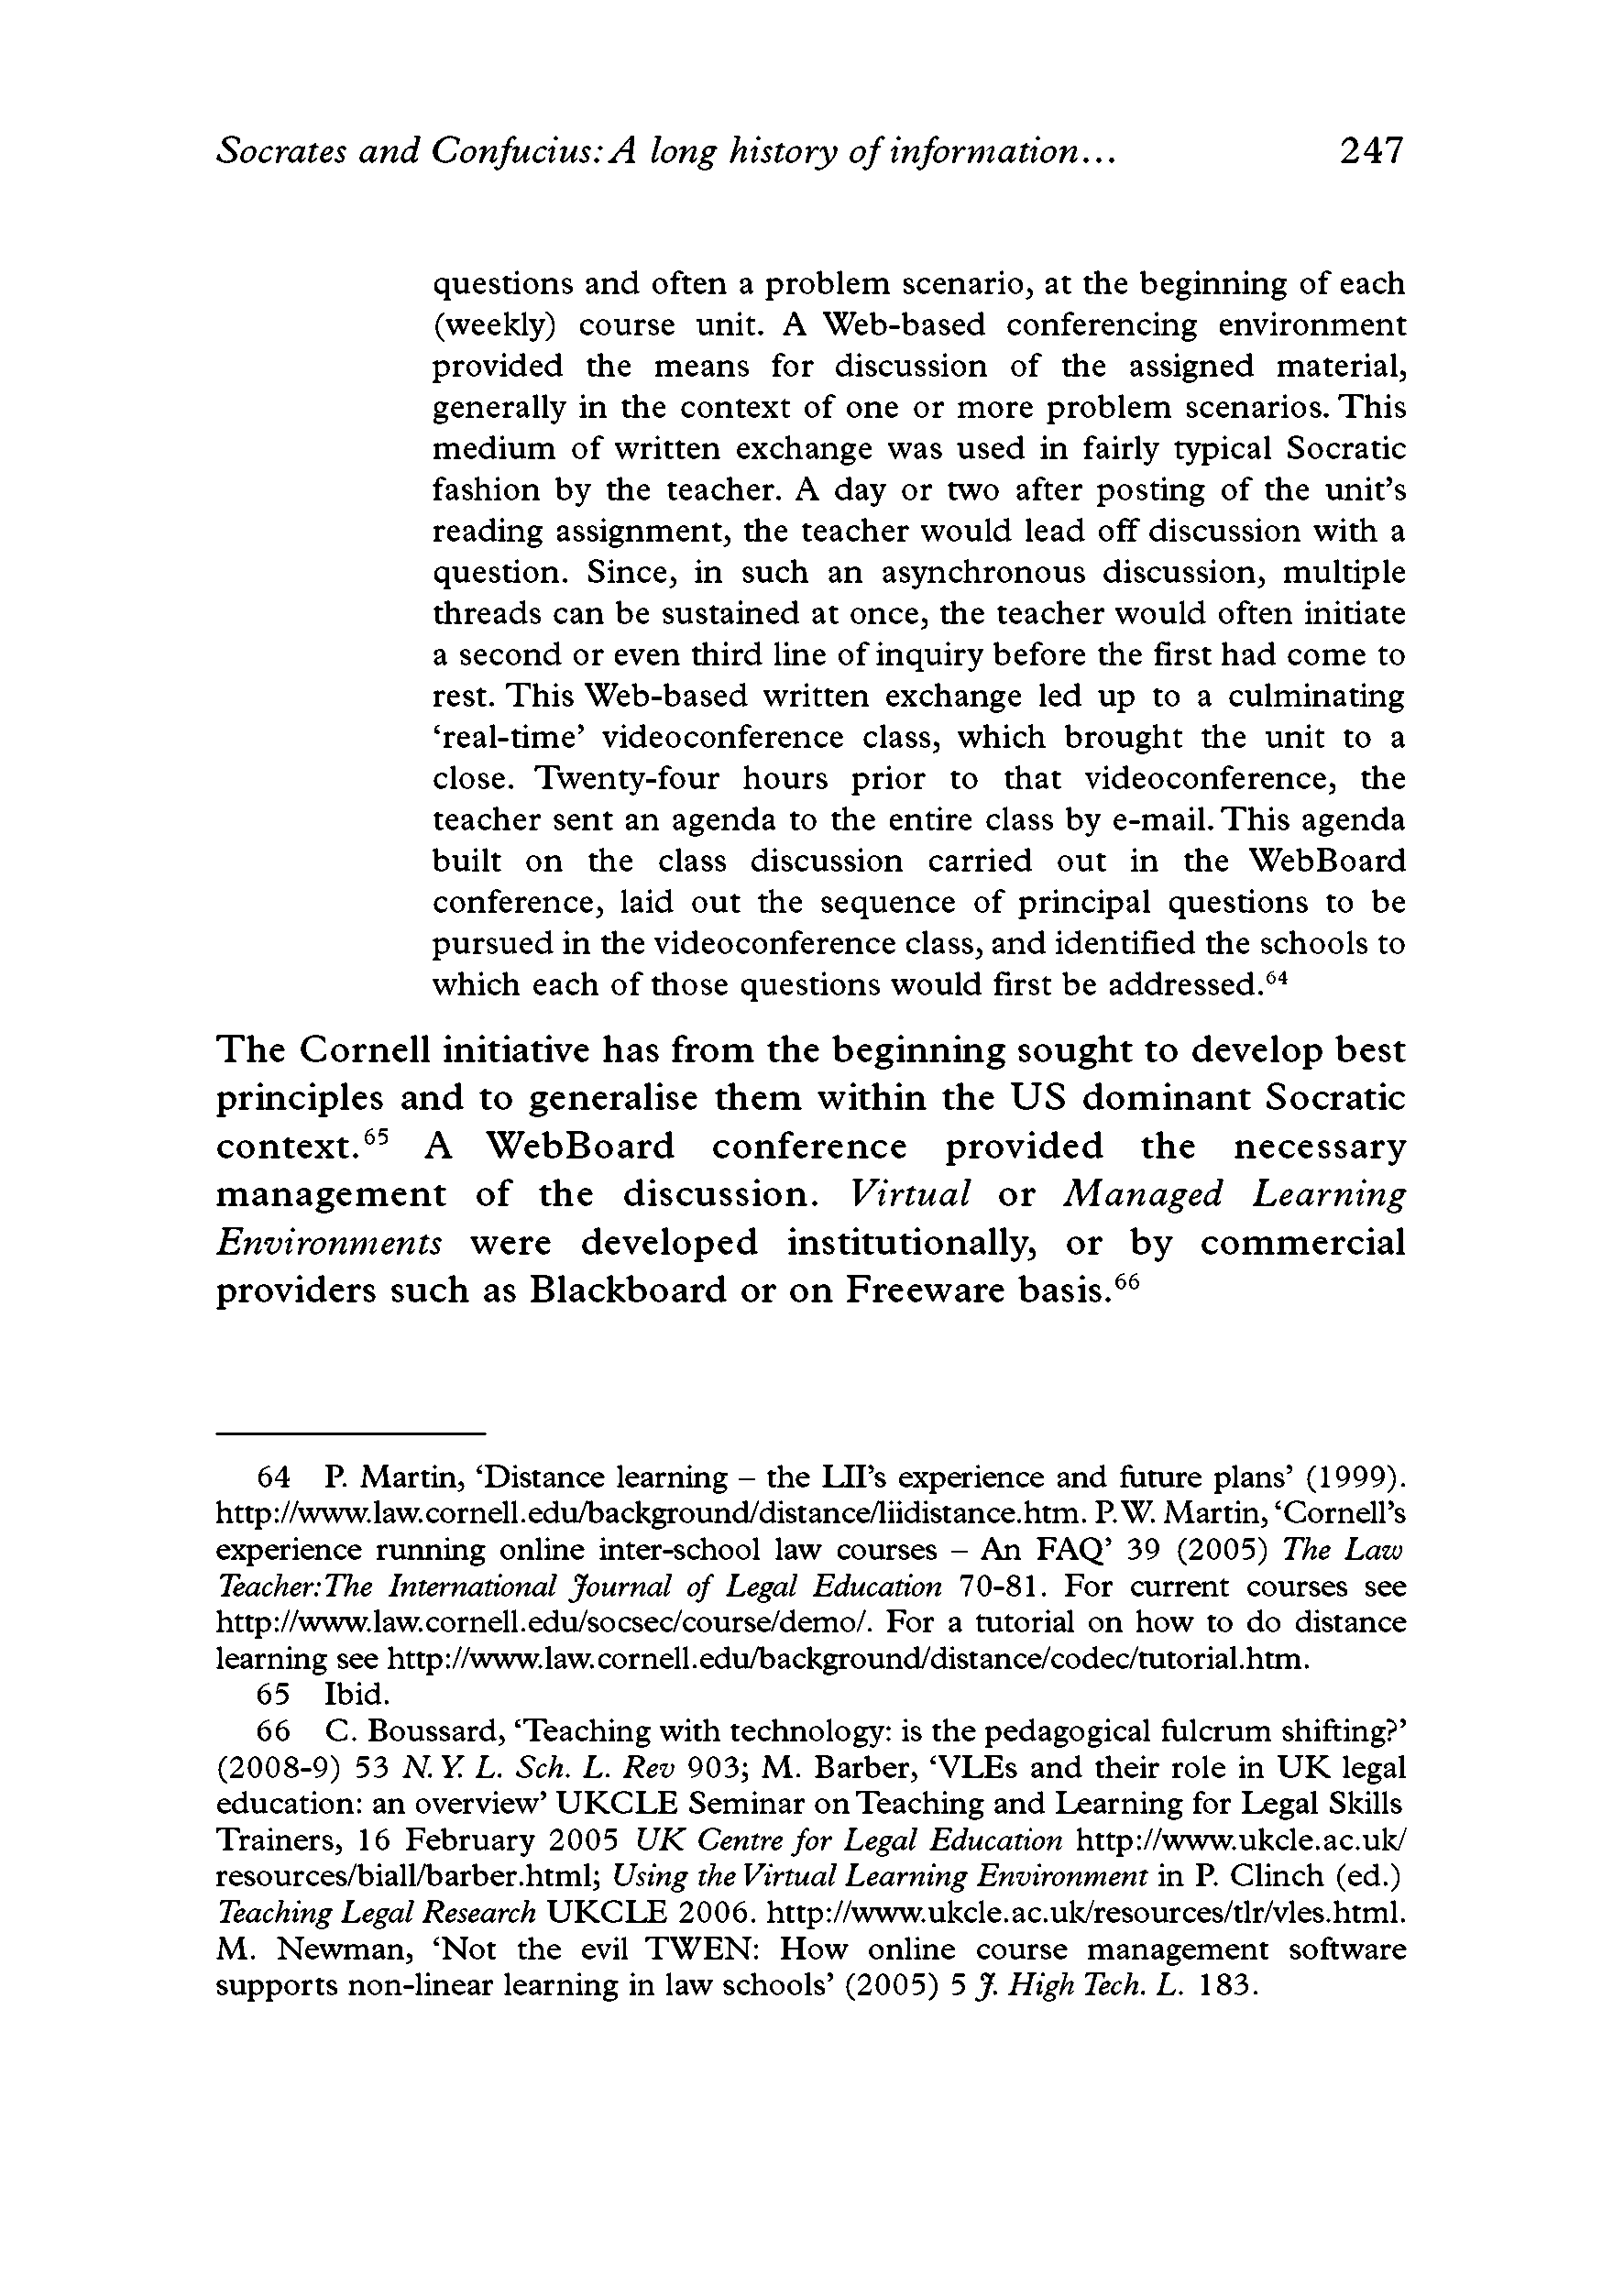 Socrates and Confucius: A long history of information... 247
questions and often a problem scenario, at the beginning of each
(weekly) course unit. A Web-based conferencing environment
provided the means for discussion of the assigned material,
generally in the context of one or more problem scenarios. This
medium of written exchange was used in fairly typical Socratic
fashion by the teacher. A day or two after posting of the unit’s
reading assignment, the teacher would lead off discussion with a
question. Since, in such an asynchronous discussion, multiple
threads can be sustained at once, the teacher would often initiate
a second or even third line of inquiry before the first had come to
rest. This Web-based written exchange led up to a culminating
‘real-time’ videoconference class, which brought the unit to a
close. Twenty-four hours prior to that videoconference, the
teacher sent an agenda to the entire class by e-mail. This agenda
built on the class discussion carried out in the WebBoard
conference, laid out the sequence of principal questions to be
pursued in the videoconference class, and identified the schools to
which each of those questions would first be addressed.⁶⁴
The Cornell initiative has from the beginning sought to develop best
principles and to generalise them within the US dominant Socratic
context.⁶⁵ A WebBoard conference provided the necessary
management of the discussion. Virtual or Managed Learning
Environments were developed institutionally, or by commercial
providers such as Blackboard or on Freeware basis.⁶⁶
64 P. Martin, ‘Distance learning – the LII’s experience and future plans’ (1999).
http://www.law.cornell.edu/background/distance/liidistance.htm. P.W. Martin, ‘Cornell’s
experience running online inter-school law courses – An FAQ’ 39 (2005) The Law
Teacher: The International Journal of Legal Education 70-81. For current courses see
http://www.law.cornell.edu/socsec/course/demo/. For a tutorial on how to do distance
learning see http://www.law.cornell.edu/background/distance/codec/tutorial.htm.
65 Ibid.
66 C. Boussard, ‘Teaching with technology: is the pedagogical fulcrum shifting?’
(2008-9) 53 N.Y. L. Sch. L. Rev 903; M. Barber, ‘VLEs and their role in UK legal
education: an overview’ UKCLE Seminar on Teaching and Learning for Legal Skills
Trainers, 16 February 2005 UK Centre for Legal Education http://www.ukcle.ac.uk/
resources/biall/barber.html; Using the Virtual Learning Environment in P. Clinch (ed.)
Teaching Legal Research UKCLE 2006. http://www.ukcle.ac.uk/resources/tlr/vles.html.
M. Newman, ‘Not the evil TWEN: How online course management software
supports non-linear learning in law schools’ (2005) 5 J. High Tech. L. 183.